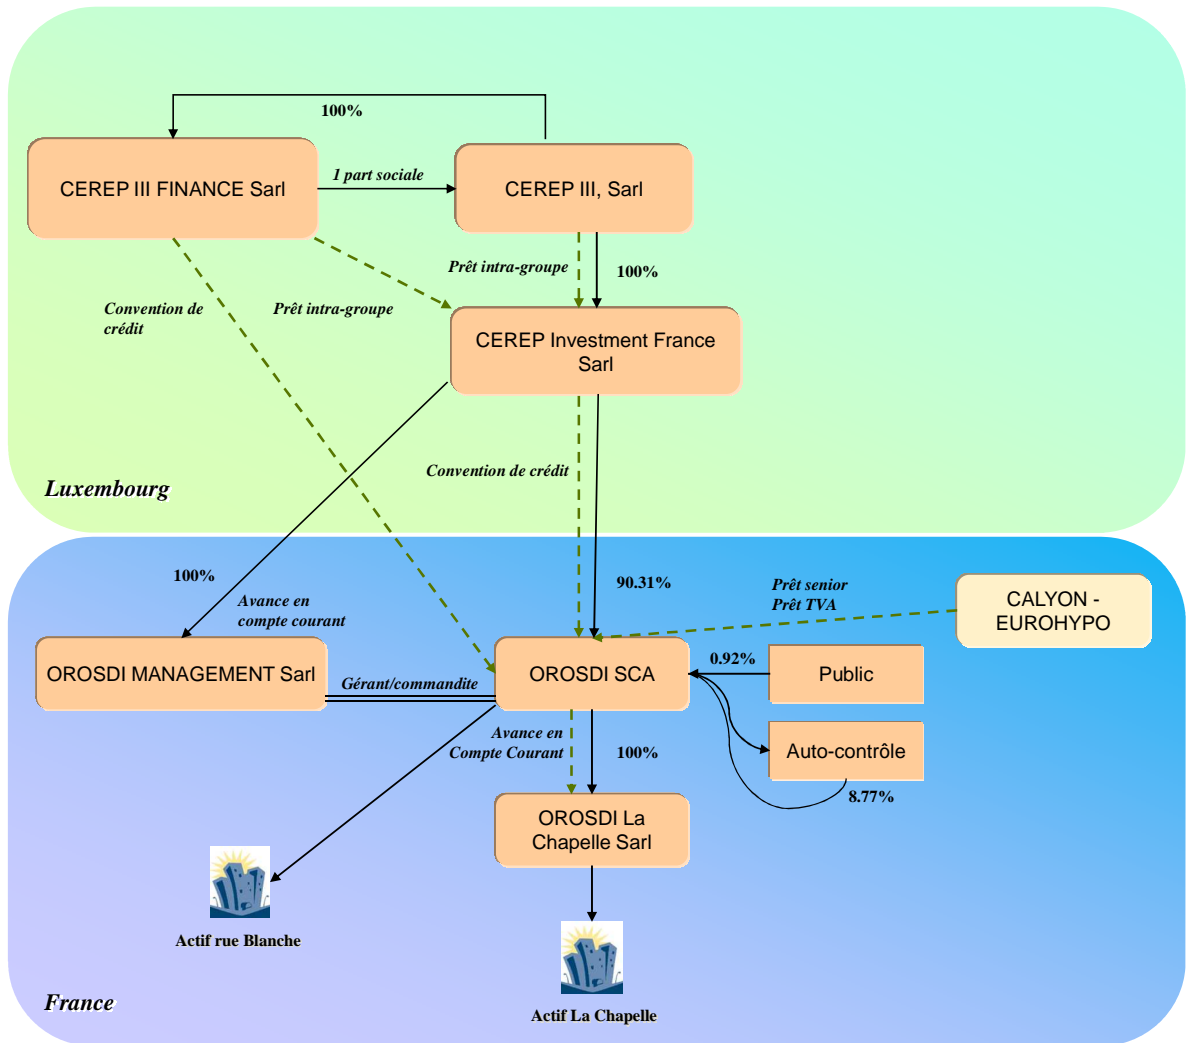 100%
CEREP III FINANCE Sarl
1 part sociale
CEREP III, Sarl
Prêt intra-groupe
100%
Convention de
crédit
Prêt intra-groupe
CEREP Investment France
Sarl
Convention de crédit
Luxembourg
100%
90.31%
Prêt senior
Prêt TVA
CALYON -
EUROHYPO
Avance en
compte courant
OROSDI MANAGEMENT Sarl
Gérant/commandite
OROSDI SCA
0.92%
Public
Avance en
Compte Courant
100%
Auto-contrôle
8.77%
OROSDI La
Chapelle Sarl
Actif rue Blanche
Actif La Chapelle
France